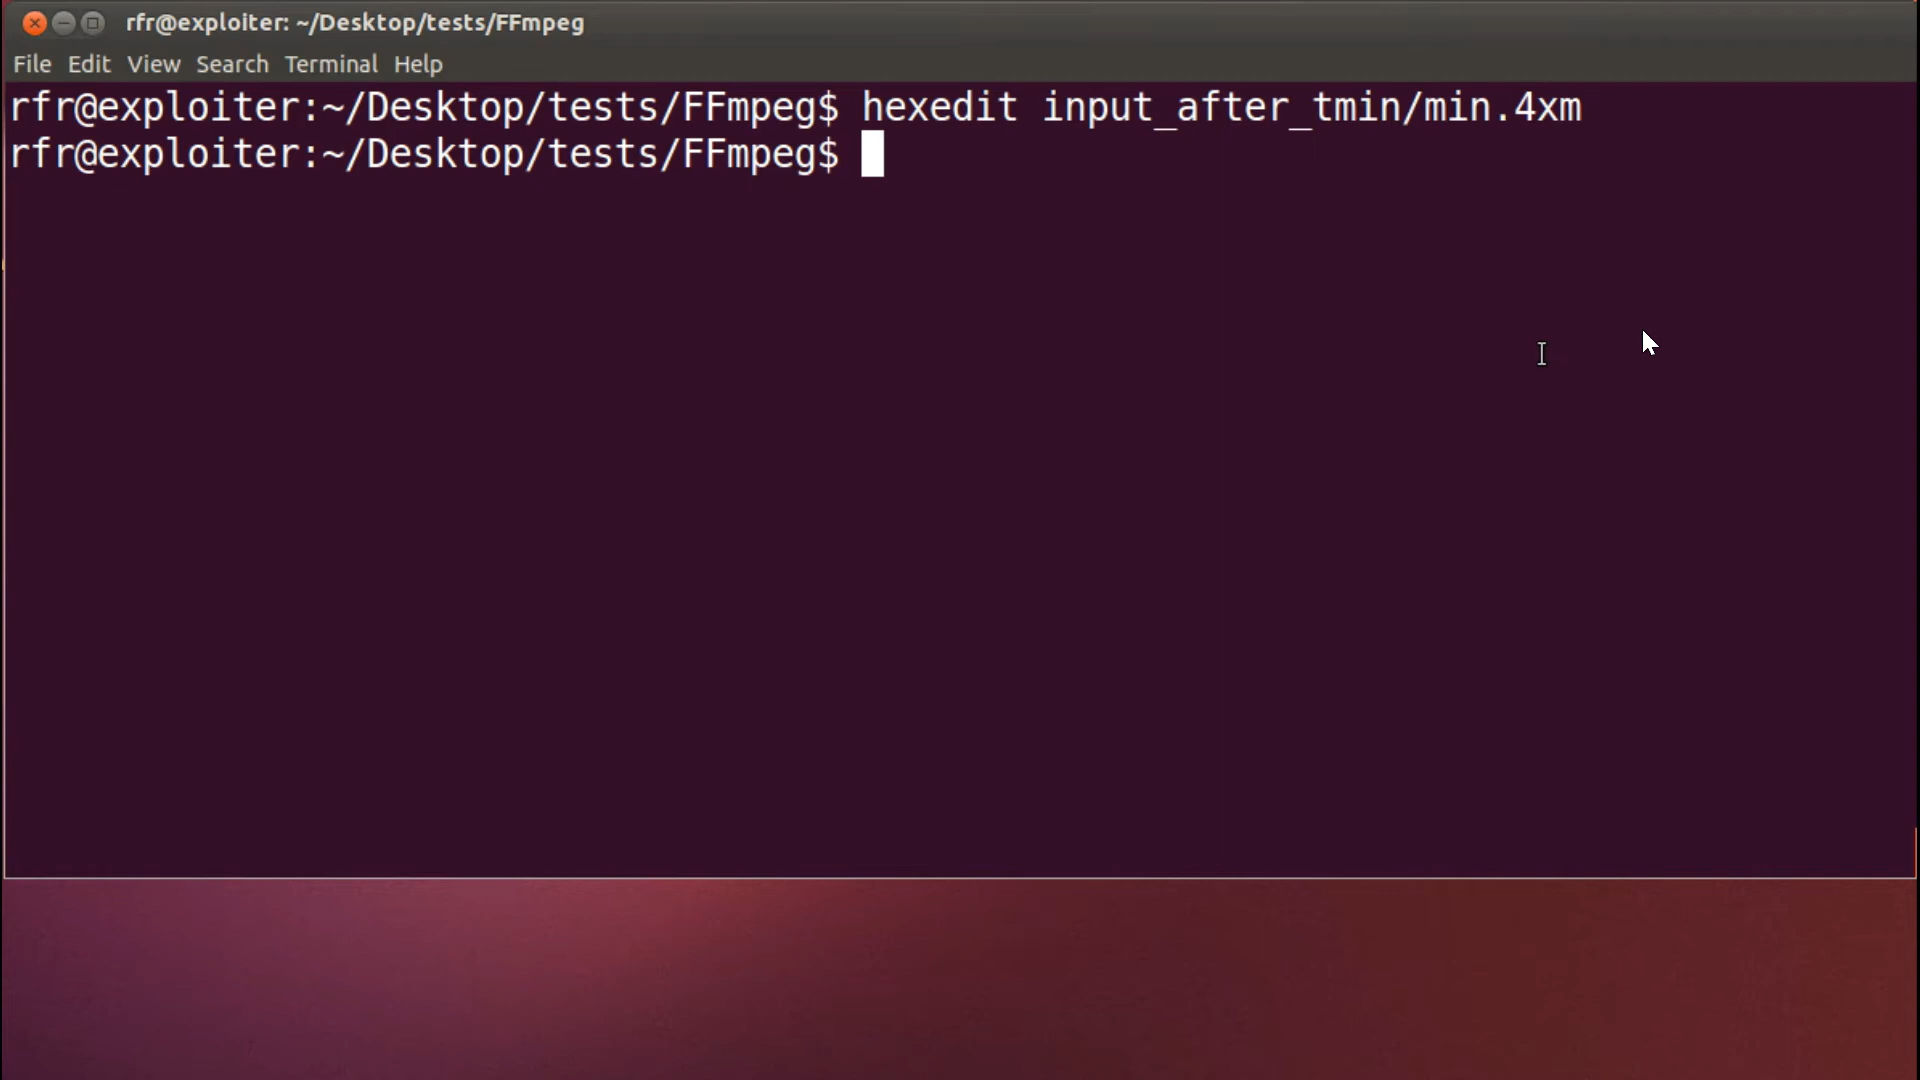 rfr@exploiter: ~/Desktop/tests/FFmpeg
File Edit View Search Terminal Help
rfr@exploiter:~/Desktop/tests/FFmpeg$ hexedit input_after_tmin/min.4xm
rfr@exploiter:~/Desktop/tests/FFmpeg$